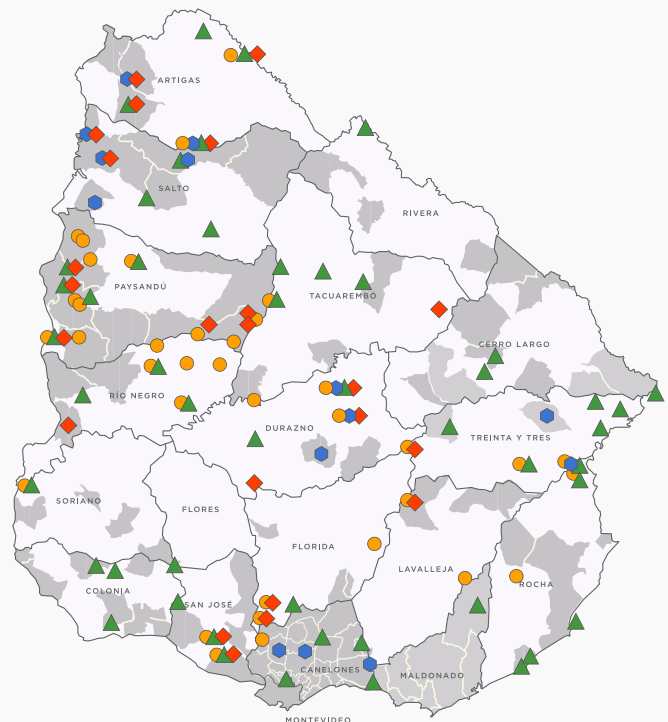 ARTIGAS
SALTO
RIVERA
PAYSANDÚ
TACUAREMBÓ
CERRO LARGO
RÍO NEGRO
DURAZNO
TREINTA Y TRES
SORIANO
FLORES
FLORIDA
LAVALLEJA
ROCHA
COLONIA
SAN JOSÉ
CANELONES
MALDONADO
MONTEVIDEO